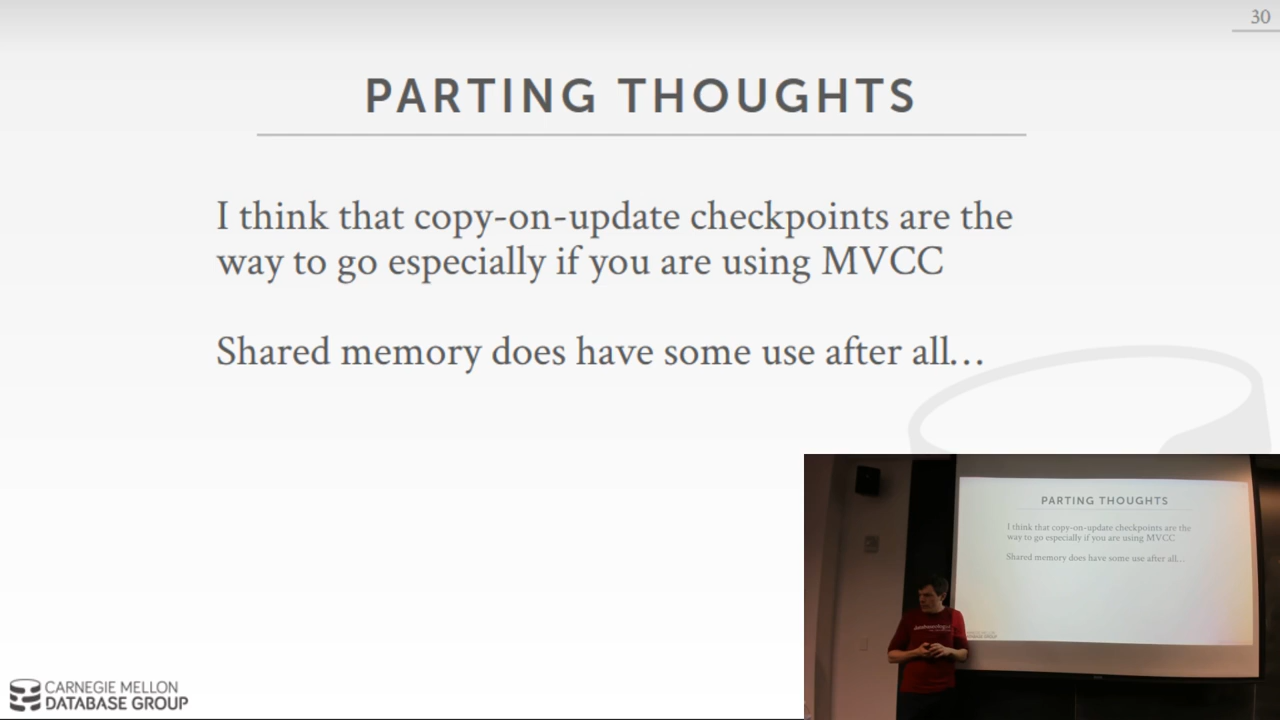 30
PARTING THOUGHTS
I think that copy-on-update checkpoints are the
way to go especially if you are using MVCC
Shared memory does have some use after all...
PARTING THOUGHTS
I think that copy-on-update checkpoints are the
way to go especially if you are using MVCC
Shared memory does have some use after all...
CARNEGIE MELLON
DATABASE GROUP